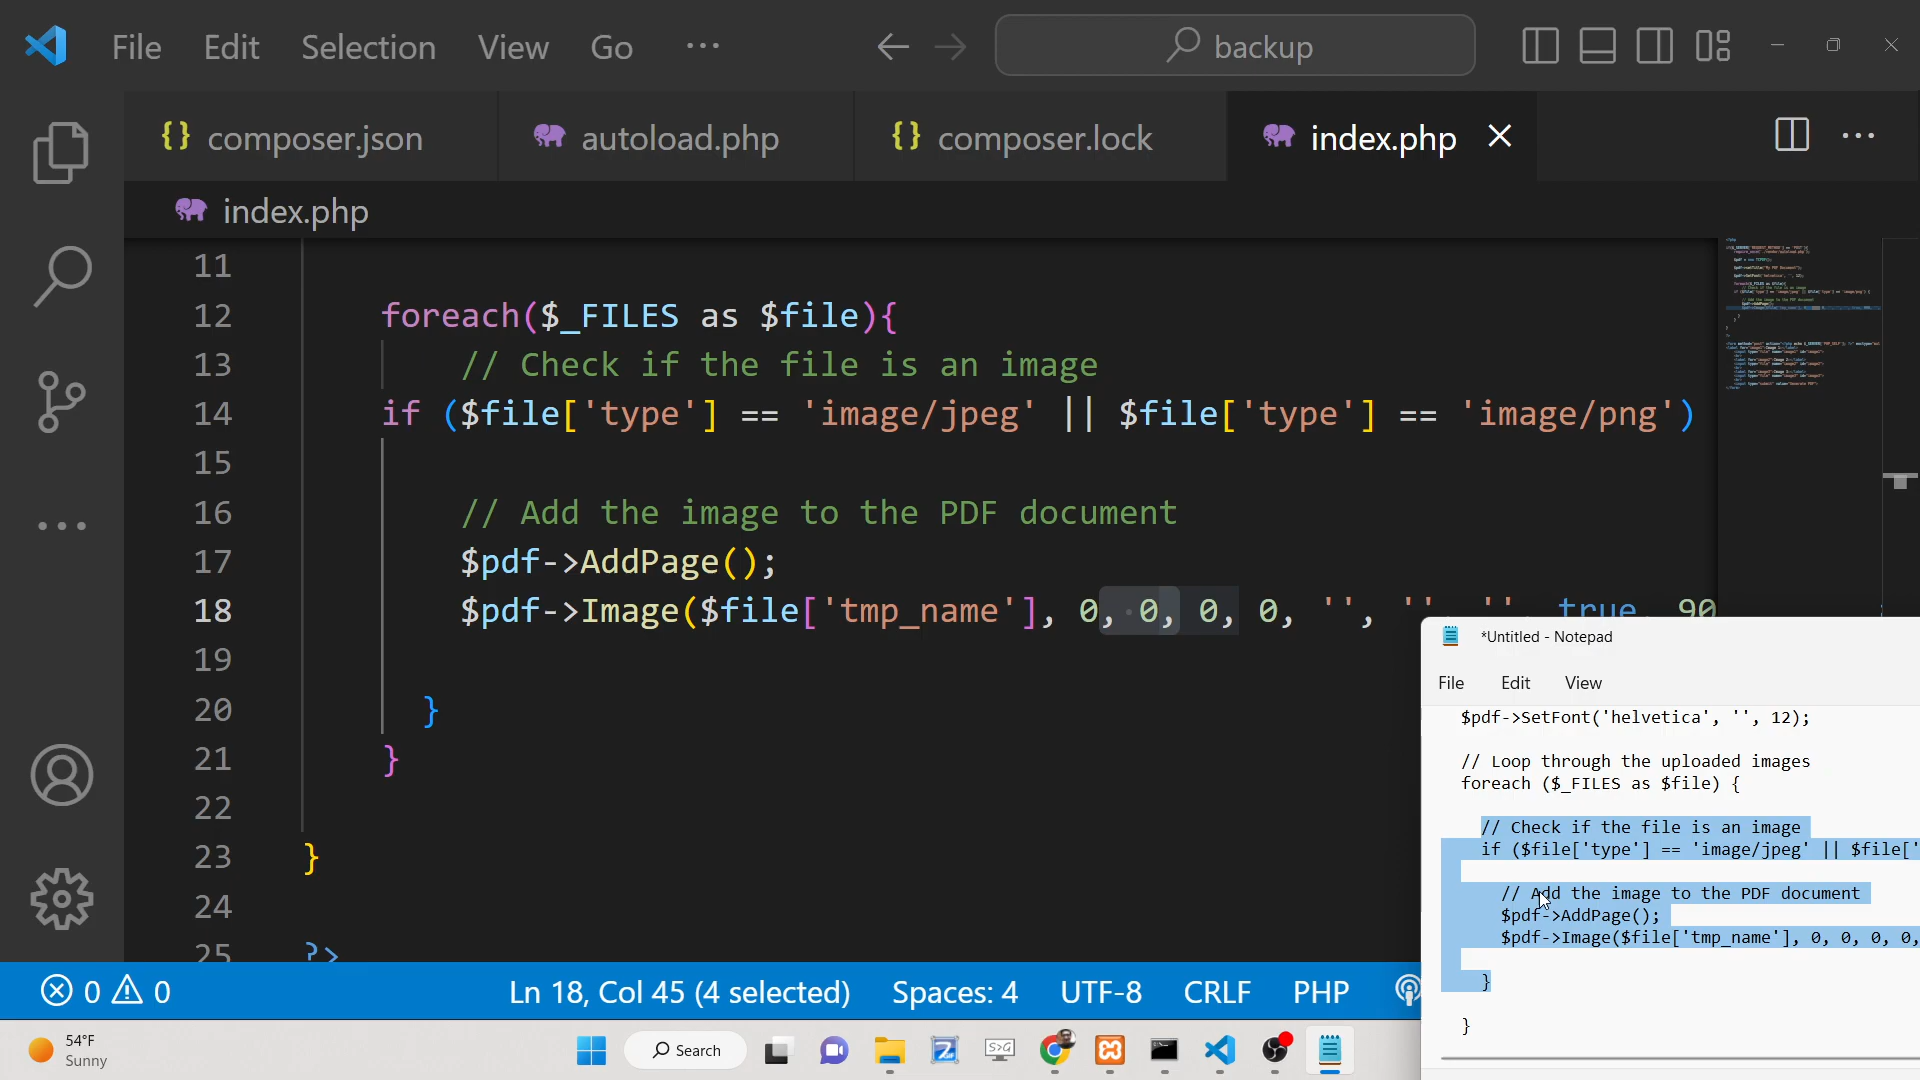 File Edit Selection View Go ··· backup
{} composer.json autoload.php {} composer.lock index.php
index.php
11
12 foreach($_FILES as $file){
13 // Check if the file is an image
14 if ($file['type'] == 'image/jpeg' || $file['type'] == 'image/png')
15
16 // Add the image to the PDF document
17 $pdf->AddPage();
18 $pdf->Image($file['tmp_name'], 0, 0, 0, 0, '', '', '' true 90
19
20 }
21 }
22
23 }
24
25 ?>
*Untitled - Notepad
File Edit View
$pdf->SetFont('helvetica', '', 12);
// Loop through the uploaded images
foreach ($_FILES as $file) {
// Check if the file is an image
if ($file['type'] == 'image/jpeg' || $file['
// Add the image to the PDF document
$pdf->AddPage();
$pdf->Image($file['tmp_name'], 0, 0, 0, 0,
}
}
0 0 Ln 18, Col 45 (4 selected) Spaces: 4 UTF-8 CRLF PHP
54°F
Sunny
Search